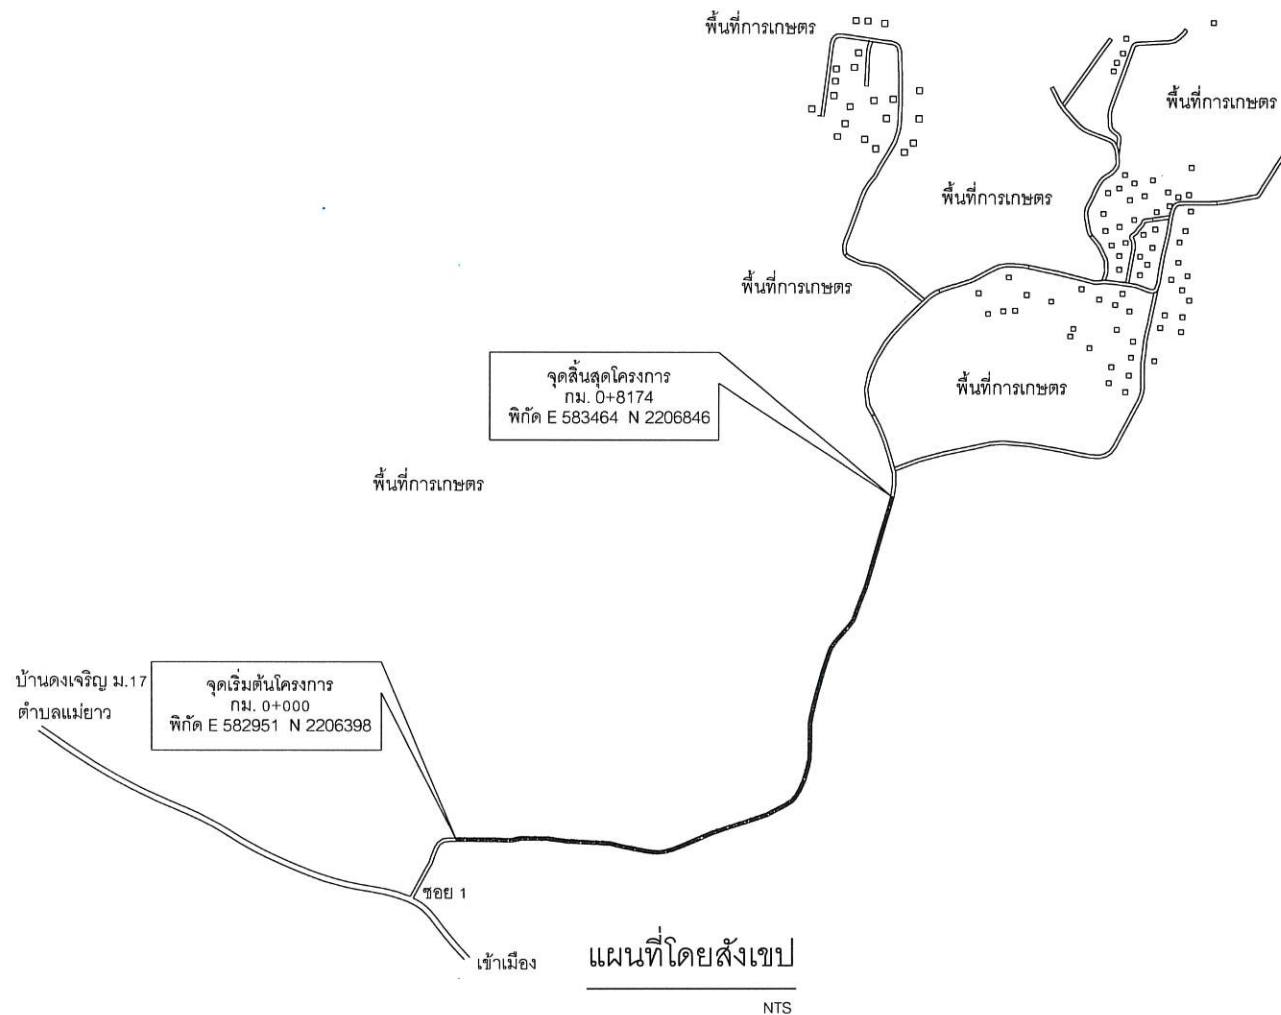 พื้นที่การเกษตร
พื้นที่การเกษตร
พื้นที่การเกษตร
พื้นที่การเกษตร
จุดสิ้นสุดโครงการ
กม. 0+8174
พิกัด E 583464 N 2206846
พื้นที่การเกษตร
พื้นที่การเกษตร
บ้านดงเจริญ ม.17
ตำบลแม่ยาว
จุดเริ่มต้นโครงการ
กม. 0+000
พิกัด E 582951 N 2206398
ซอย 1
เข้าเมือง
แผนที่โดยสังเขป
NTS